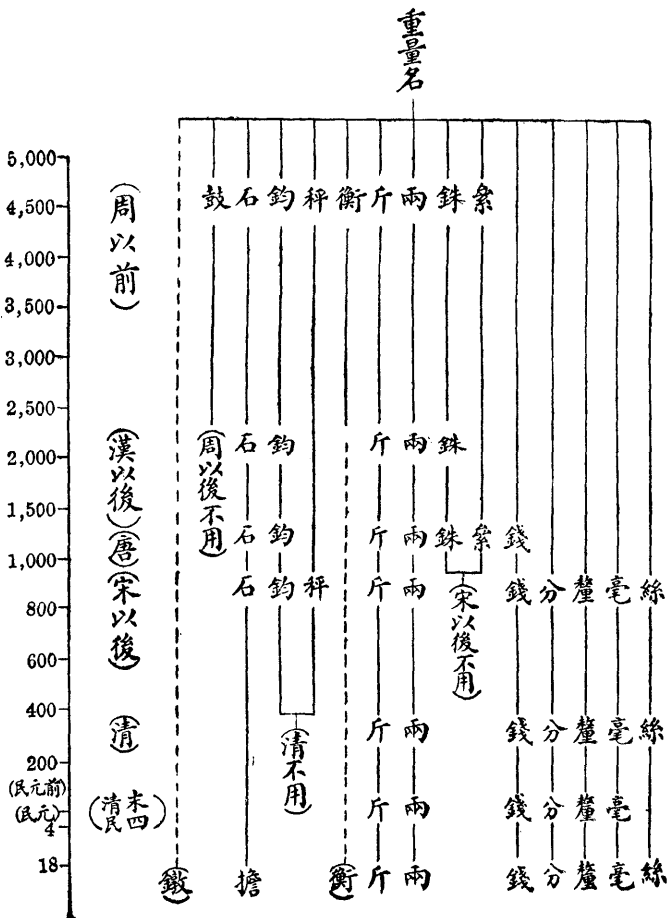 重量名
5,000
4,500
(周以前)
鼓 石 鈞 秤 衡 斤 兩 銖 絫
4,000
3,500
3,000
2,500
2,000
(漢以後)
(周以後不用)
石 鈞 斤 兩 銖
1,500
(唐)
石 鈞 斤 兩 銖 絫 錢
1,000
(宋以後)
石 鈞 秤 斤 兩 錢 分 釐 毫 絲
(宋以後不用)
800
600
400
(清)
(清不用)
斤 兩 錢 分 釐 毫 絲
200
(民元前)
(民元)
4
(清末民四)
斤 兩 錢 分 釐 毫
18
(鐓) 擔 (衡) 斤 兩 錢 分 釐 毫 絲